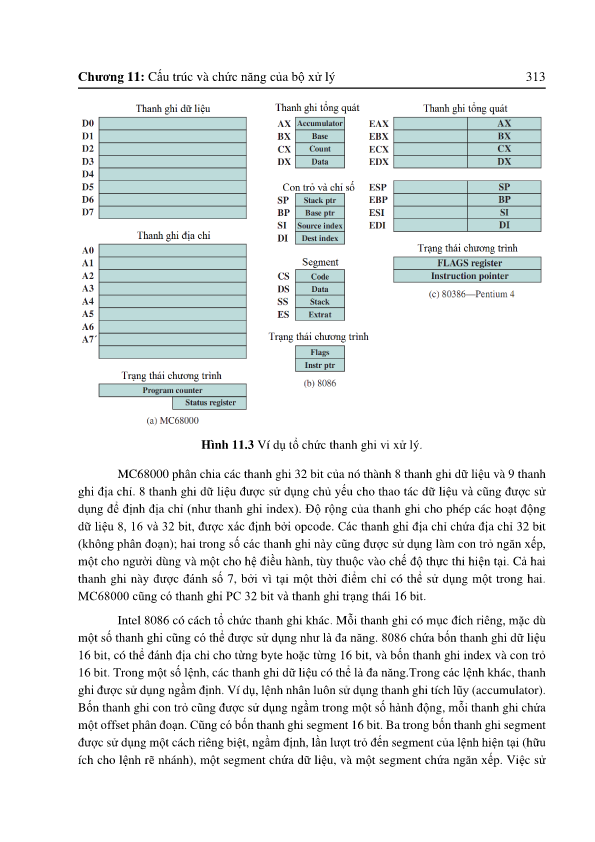 Chương 11: Cấu trúc và chức năng của bộ xử lý 313
Thanh ghi dữ liệu
D0
D1
D2
D3
D4
D5
D6
D7
Thanh ghi địa chỉ
A0
A1
A2
A3
A4
A5
A6
A7´
Trạng thái chương trình
Program counter
Status register
(a) MC68000
Thanh ghi tổng quát
AX Accumulator
BX Base
CX Count
DX Data
Con trỏ và chỉ số
SP Stack ptr
BP Base ptr
SI Source index
DI Dest index
Segment
CS Code
DS Data
SS Stack
ES Extrat
Trạng thái chương trình
Flags
Instr ptr
(b) 8086
Thanh ghi tổng quát
EAX AX
EBX BX
ECX CX
EDX DX
ESP SP
EBP BP
ESI SI
EDI DI
Trạng thái chương trình
FLAGS register
Instruction pointer
(c) 80386—Pentium 4
Hình 11.3 Ví dụ tổ chức thanh ghi vi xử lý.
MC68000 phân chia các thanh ghi 32 bit của nó thành 8 thanh ghi dữ liệu và 9 thanh
ghi địa chỉ. 8 thanh ghi dữ liệu được sử dụng chủ yếu cho thao tác dữ liệu và cũng được sử
dụng để định địa chỉ (như thanh ghi index). Độ rộng của thanh ghi cho phép các hoạt động
dữ liệu 8, 16 và 32 bit, được xác định bởi opcode. Các thanh ghi địa chỉ chứa địa chỉ 32 bit
(không phân đoạn); hai trong số các thanh ghi này cũng được sử dụng làm con trỏ ngăn xếp,
một cho người dùng và một cho hệ điều hành, tùy thuộc vào chế độ thực thi hiện tại. Cả hai
thanh ghi này được đánh số 7, bởi vì tại một thời điểm chỉ có thể sử dụng một trong hai.
MC68000 cũng có thanh ghi PC 32 bit và thanh ghi trạng thái 16 bit.
Intel 8086 có cách tổ chức thanh ghi khác. Mỗi thanh ghi có mục đích riêng, mặc dù
một số thanh ghi cũng có thể được sử dụng như là đa năng. 8086 chứa bốn thanh ghi dữ liệu
16 bit, có thể đánh địa chỉ cho từng byte hoặc từng 16 bit, và bốn thanh ghi index và con trỏ
16 bit. Trong một số lệnh, các thanh ghi dữ liệu có thể là đa năng.Trong các lệnh khác, thanh
ghi được sử dụng ngầm định. Ví dụ, lệnh nhân luôn sử dụng thanh ghi tích lũy (accumulator).
Bốn thanh ghi con trỏ cũng được sử dụng ngầm trong một số hành động, mỗi thanh ghi chứa
một offset phân đoạn. Cũng có bốn thanh ghi segment 16 bit. Ba trong bốn thanh ghi segment
được sử dụng một cách riêng biệt, ngầm định, lần lượt trỏ đến segment của lệnh hiện tại (hữu
ích cho lệnh rẽ nhánh), một segment chứa dữ liệu, và một segment chứa ngăn xếp. Việc sử